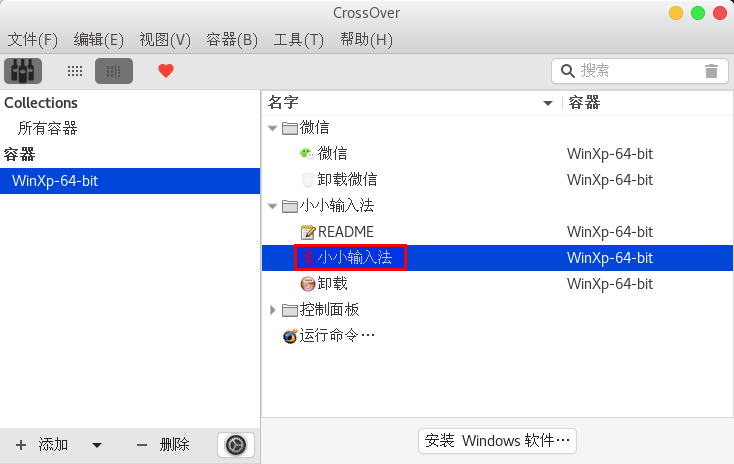 CrossOver
文件(F) 编辑(E) 视图(V) 容器(B) 工具(T) 帮助(H)
搜索
Collections
所有容器
容器
WinXp-64-bit
名字 容器
微信
微信 WinXp-64-bit
卸载微信 WinXp-64-bit
小小输入法
README WinXp-64-bit
小小输入法 WinXp-64-bit
卸载 WinXp-64-bit
控制面板
运行命令…
+ 添加 − 删除
安装 Windows 软件…